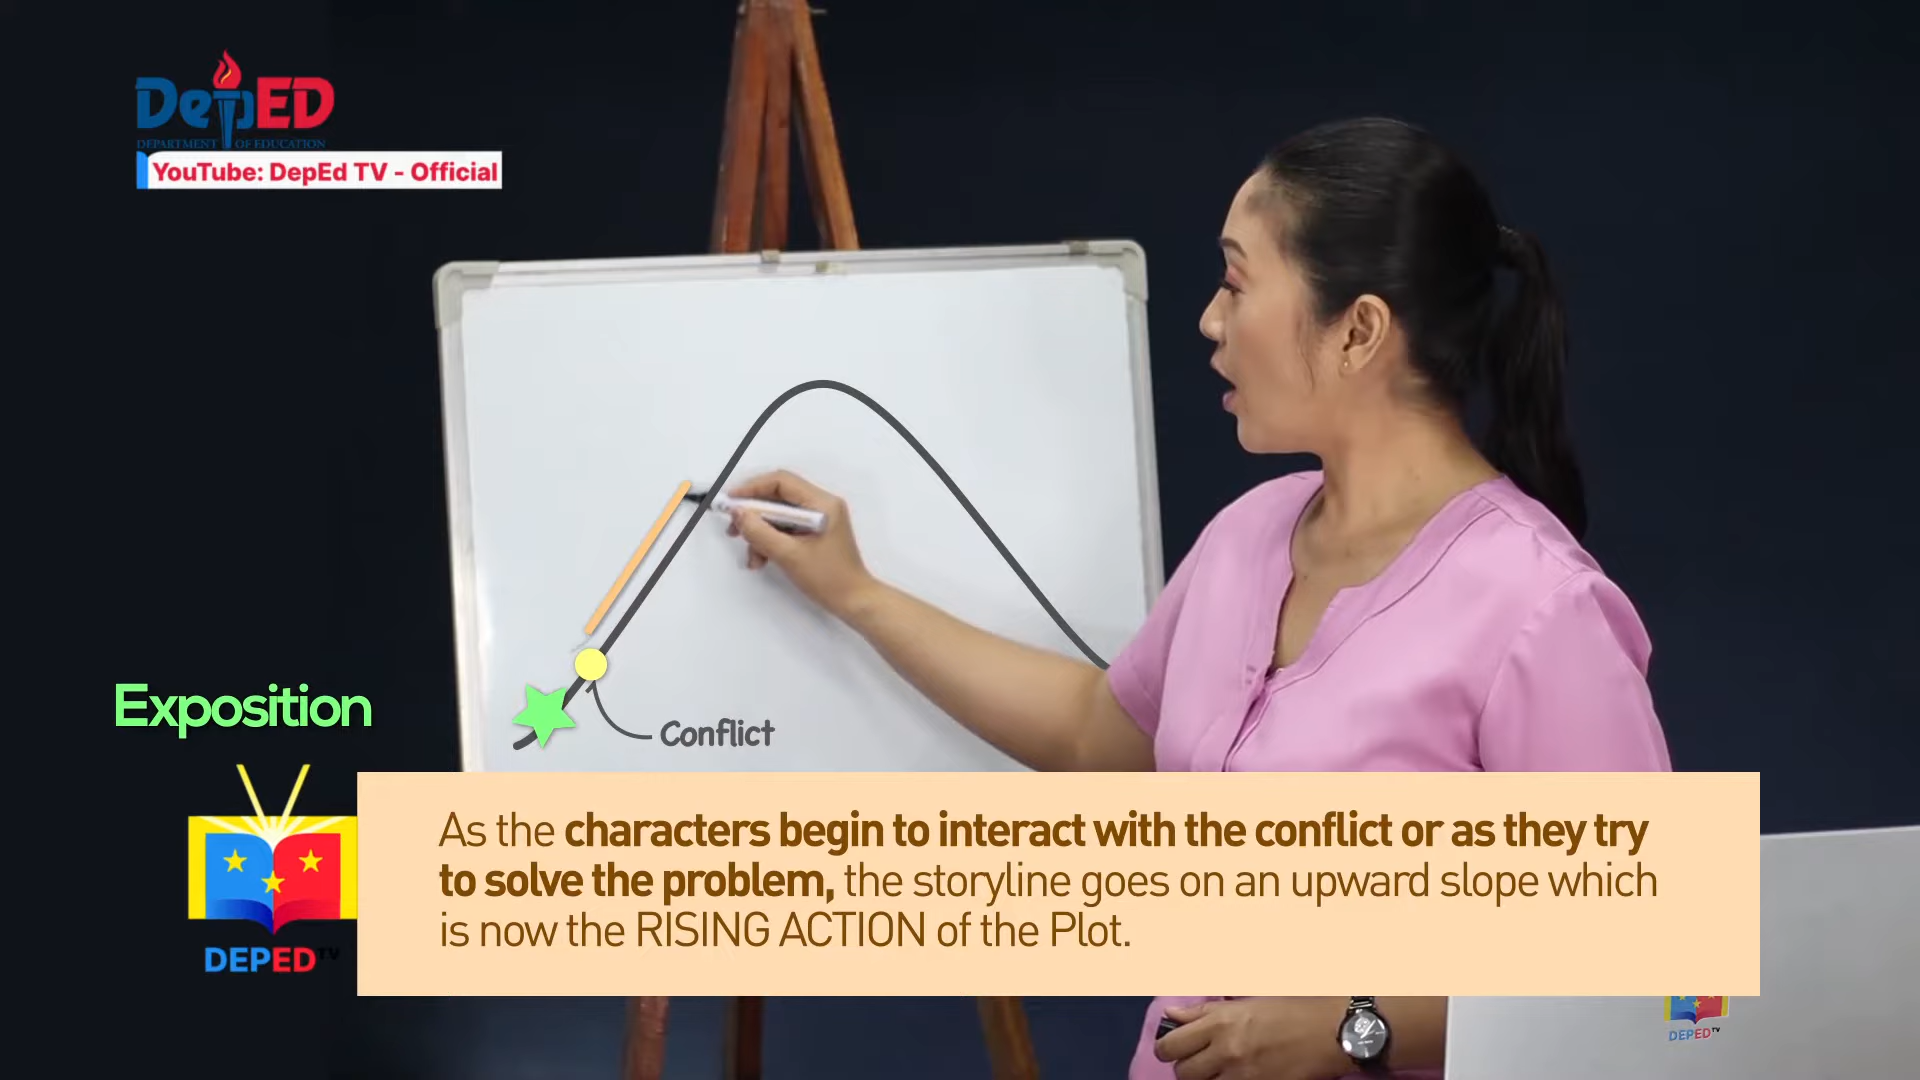 DepED
DEPARTMENT OF EDUCATION
YouTube: DepEd TV - Official
Conflict
Exposition
As the characters begin to interact with the conflict or as they try
to solve the problem, the storyline goes on an upward slope which
is now the RISING ACTION of the Plot.
DEPED TV
DEPED TV